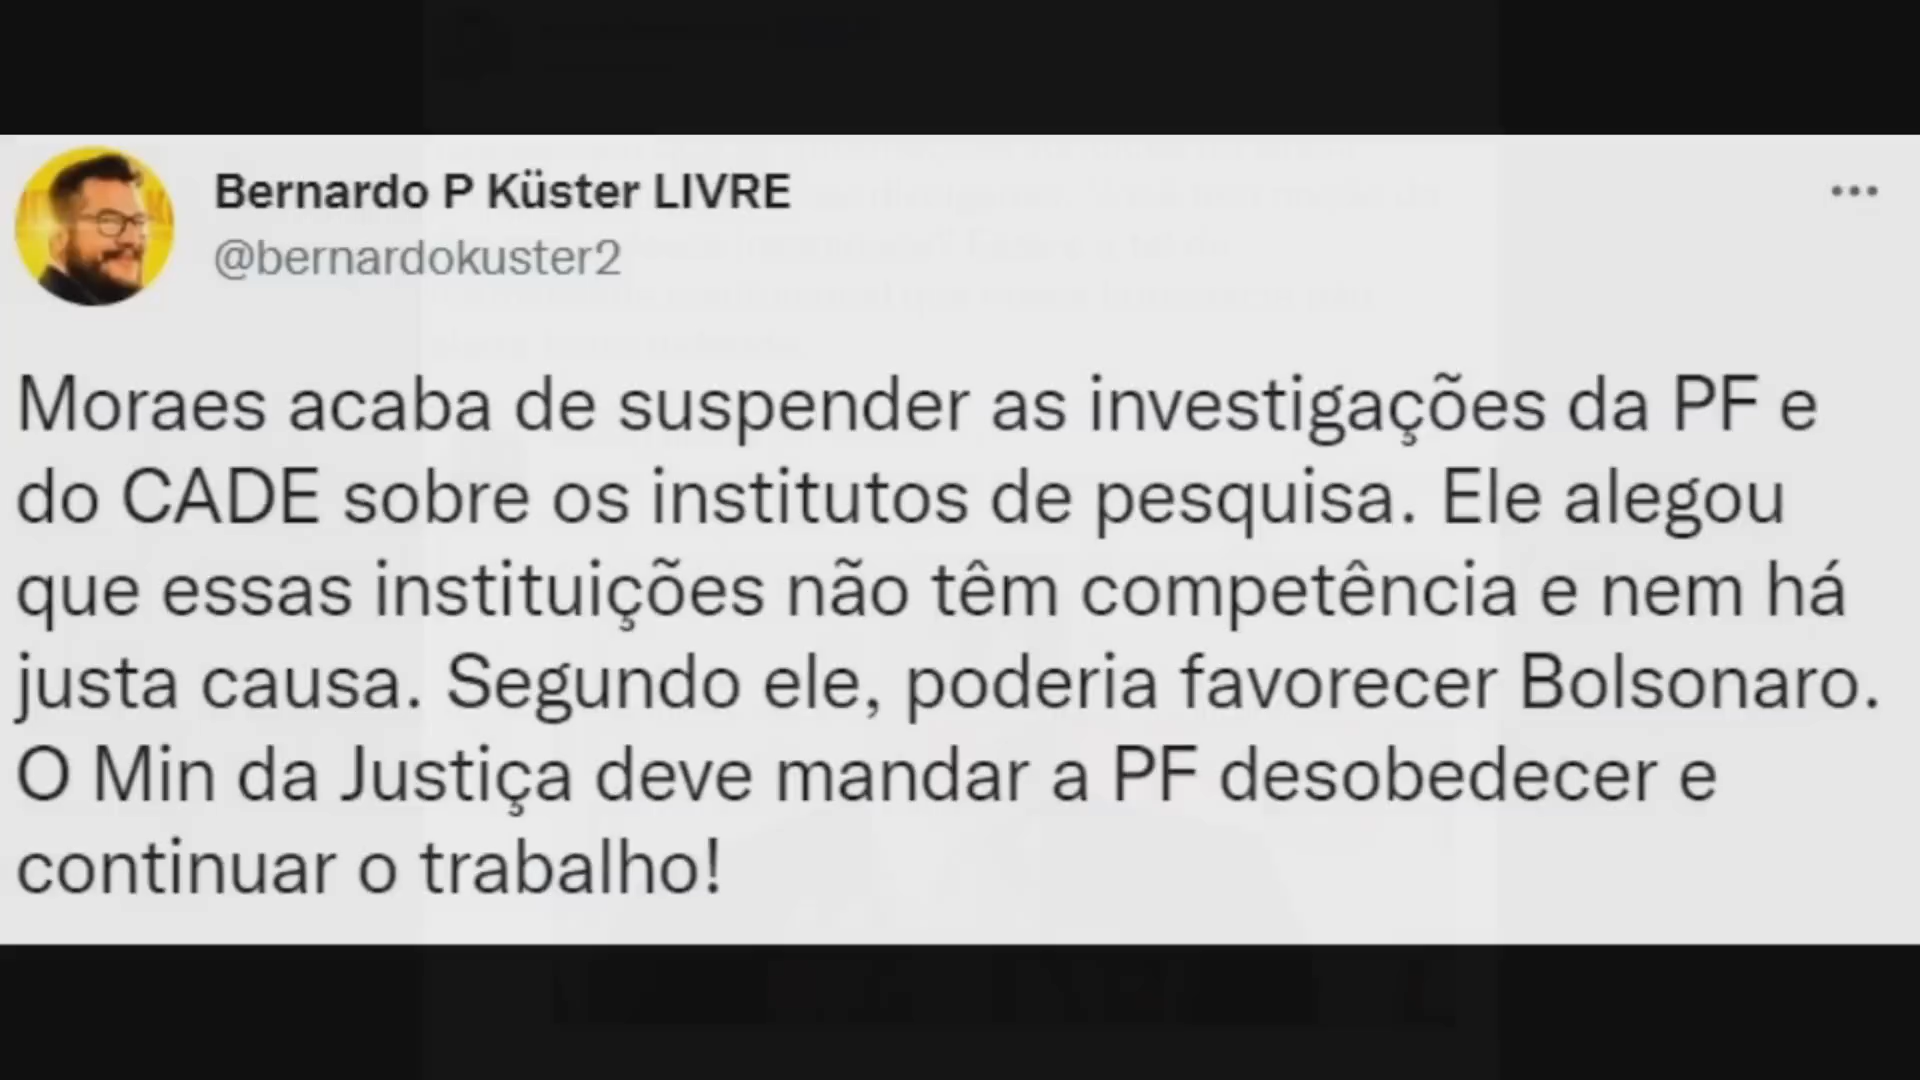 Bernardo P Küster LIVRE
@bernardokuster2
Moraes acaba de suspender as investigações da PF e
do CADE sobre os institutos de pesquisa. Ele alegou
que essas instituições não têm competência e nem há
justa causa. Segundo ele, poderia favorecer Bolsonaro.
O Min da Justiça deve mandar a PF desobedecer e
continuar o trabalho!